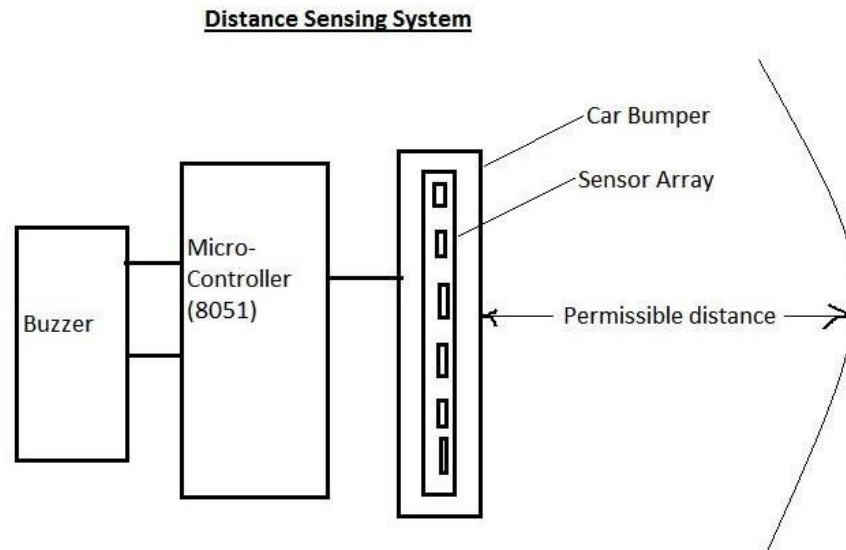 Distance Sensing System
Car Bumper
Sensor Array
Micro-
Controller
(8051)
Buzzer
Permissible distance